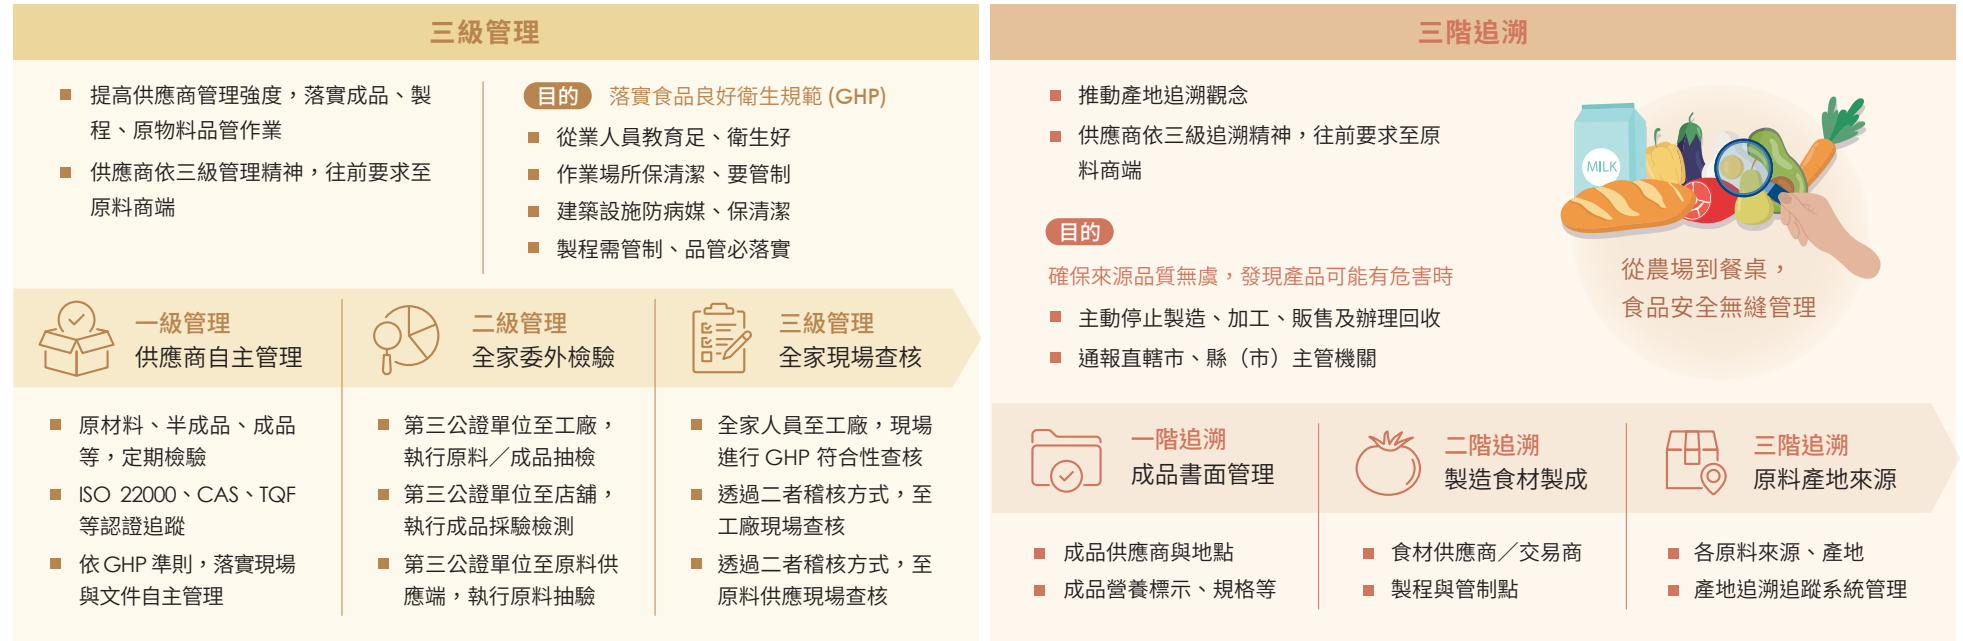 三級管理
提高供應商管理強度，落實成品、製
程、原物料品管作業
供應商依三級管理精神，往前要求至
原料商端
目的 落實食品良好衛生規範 (GHP)
從業人員教育足、衛生好
作業場所保清潔、要管制
建築設施防病媒、保清潔
製程需管制、品管必落實
一級管理
供應商自主管理
原材料、半成品、成品
等，定期檢驗
ISO 22000、CAS、TQF
等認證追蹤
依 GHP 準則，落實現場
與文件自主管理
二級管理
全家委外檢驗
第三公證單位至工廠，
執行原料／成品抽檢
第三公證單位至店舖，
執行成品採驗檢測
第三公證單位至原料供
應端，執行原料抽驗
三級管理
全家現場查核
全家人員至工廠，現場
進行 GHP 符合性查核
透過二者稽核方式，至
工廠現場查核
透過二者稽核方式，至
原料供應現場查核
三階追溯
推動產地追溯觀念
供應商依三級追溯精神，往前要求至原
料商端
目的
確保來源品質無虞，發現產品可能有危害時
主動停止製造、加工、販售及辦理回收
通報直轄市、縣（市）主管機關
MILK
從農場到餐桌，
食品安全無縫管理
一階追溯
成品書面管理
成品供應商與地點
成品營養標示、規格等
二階追溯
製造食材製成
食材供應商／交易商
製程與管制點
三階追溯
原料產地來源
各原料來源、產地
產地追溯追蹤系統管理